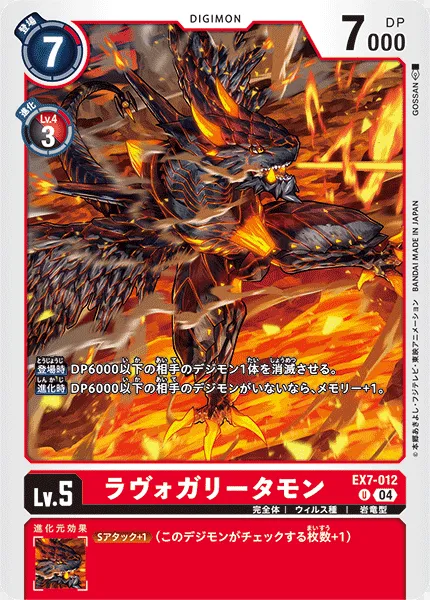 DIGIMON
登場
7
7000
DP
進化
Lv.4
3
GOSSAN
© 本郷あきよし・フジテレビ・東映アニメーション BANDAI MADE IN JAPAN
登場時 DP6000以下の相手のデジモン1体を消滅させる。
進化時 DP6000以下の相手のデジモンがいないなら、メモリー+1。
EX7-012
Lv.5
ラヴォガリータモン
U 04
完全体 | ウィルス種 | 岩竜型
進化元効果
Sアタック+1 (このデジモンがチェックする枚数+1)